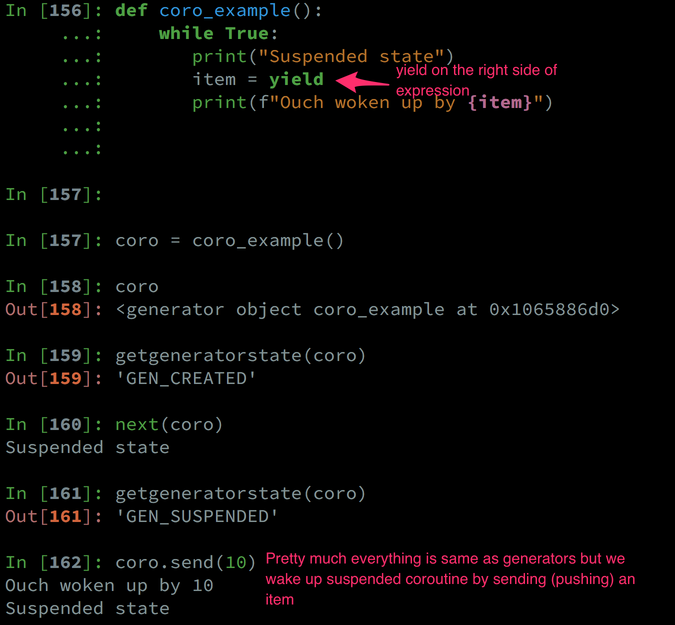 In [156]: def coro_example():
     ...:     while True:
     ...:         print("Suspended state")
     ...:         item = yield
yield on the right side of
expression
     ...:         print(f"Ouch woken up by {item}")
     ...:
     ...:
In [157]:
In [157]: coro = coro_example()
In [158]: coro
Out[158]: <generator object coro_example at 0x1065886d0>
In [159]: getgeneratorstate(coro)
Out[159]: 'GEN_CREATED'
In [160]: next(coro)
Suspended state
In [161]: getgeneratorstate(coro)
Out[161]: 'GEN_SUSPENDED'
In [162]: coro.send(10)
Ouch woken up by 10
Suspended state
Pretty much everything is same as generators but we
wake up suspended coroutine by sending (pushing) an
item